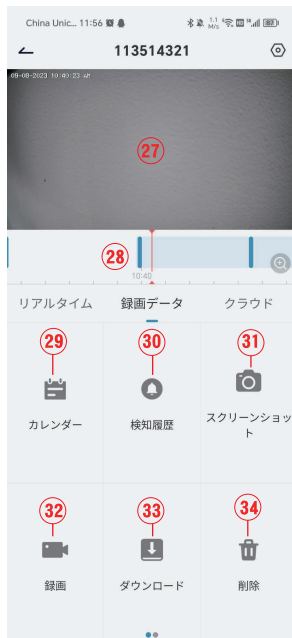 China Unic... 11:56
1.1 M/s
113514321
09-08-2023 10:40:23 AM
27
28
10:40
リアルタイム 録画データ クラウド
29 30 31
カレンダー 検知履歴 スクリーンショッ
ト
32 33 34
録画 ダウンロード 削除